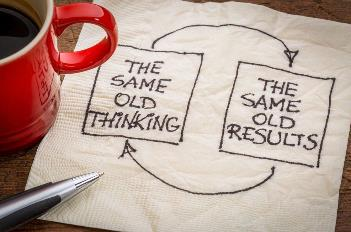 THE
SAME
OLD
THINKING
THE
SAME
OLD
RESULTS